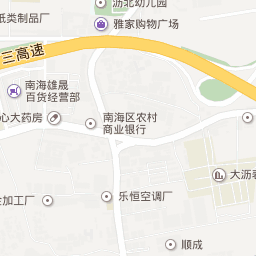 沥北幼儿园
纸类制品厂
雅家购物广场
三高速
南海雄晟
百货经营部
心大药房
南海区农村
商业银行
大沥
金加工厂
乐恒空调厂
顺成